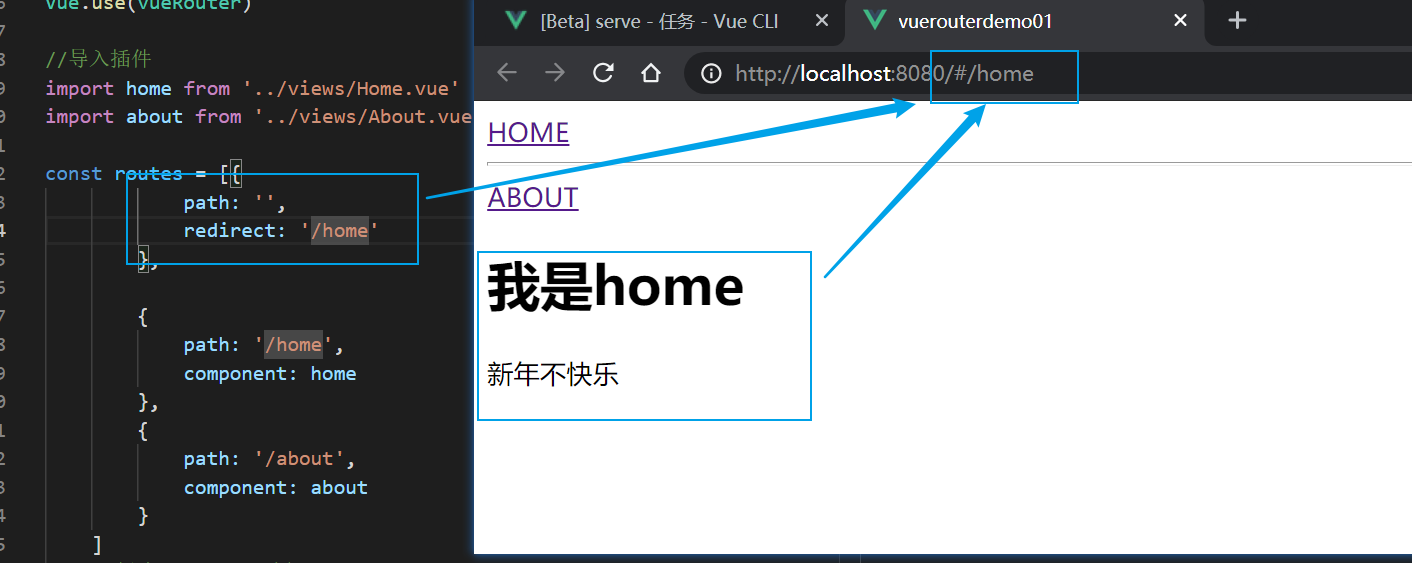 Vue.use(VueRouter)
//导入插件
import home from '../views/Home.vue'
import about from '../views/About.vue
const routes = [{
path: '',
redirect: '/home'
},
{
path: '/home',
component: home
},
{
path: '/about',
component: about
}
]
[Beta] serve - 任务 - Vue CLI
vuerouterdemo01
http://localhost:8080/#/home
HOME
ABOUT
我是home
新年不快乐